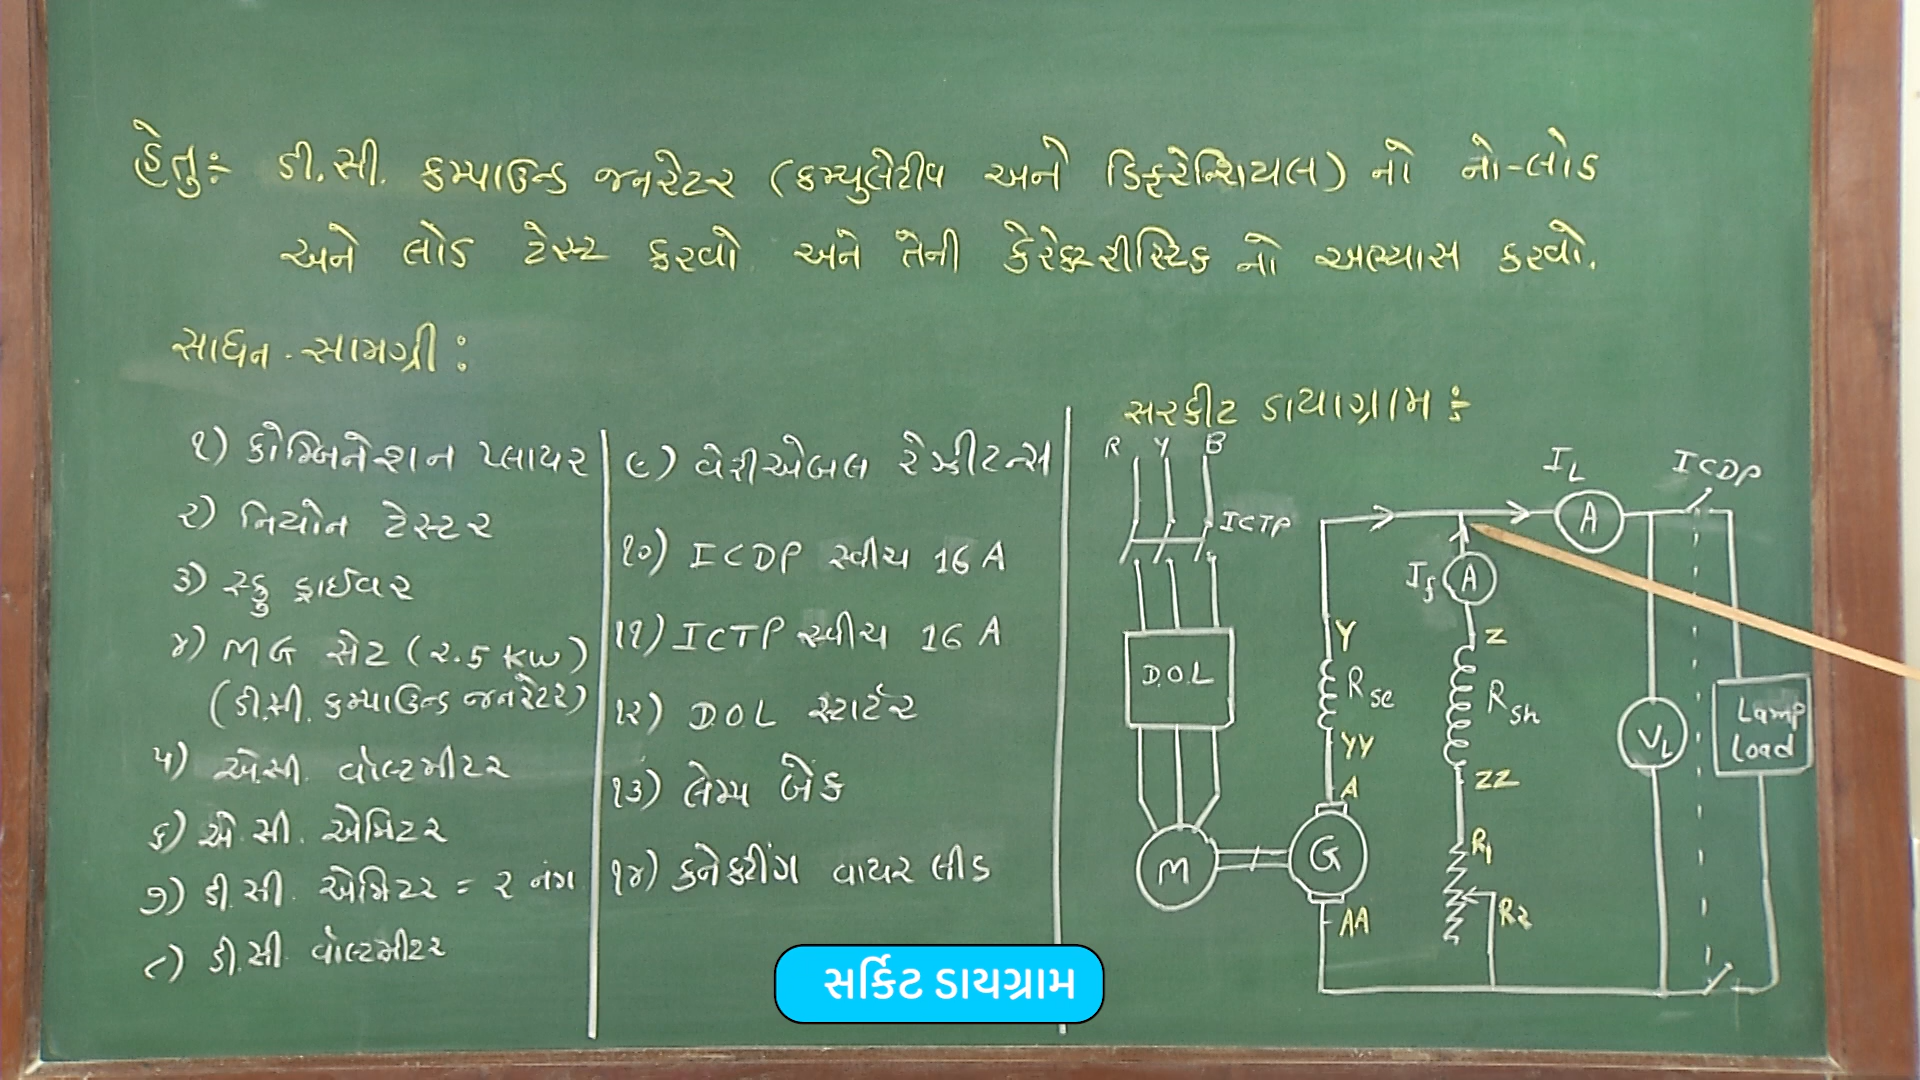 હેતુ:- ડી.સી. કમ્પાઉન્ડ જનરેટર (કમ્યુલેટીવ અને ડિફરેન્શિયલ) નો નો-લોડ
અને લોડ ટેસ્ટ કરવો અને તેની કેરેક્ટરીસ્ટિક નો અભ્યાસ કરવો.
સાધન-સામગ્રી:
૧) કોમ્બિનેશન પ્લાયર
૨) નિયોન ટેસ્ટર
૩) સ્ક્રુ ડ્રાઈવર
૪) MG સેટ (૨.5 KW)
(ડી.સી. કમ્પાઉન્ડ જનરેટર)
૫) એ.સી. વોલ્ટમીટર
૬) એ.સી. એમિટર
૭) ડી.સી. એમિટર = ૨ નંગ
૮) ડી.સી. વોલ્ટમીટર
૯) વેરીએબલ રેઝીટન્સ
૧૦) ICDP સ્વીચ 16 A
૧૧) ICTP સ્વીચ 16 A
૧૨) D.O.L સ્ટાર્ટર
૧૩) લેમ્પ બેંક
૧૪) કનેક્ટીંગ વાયર લીડ
સરકીટ ડાયાગ્રામ:-
R Y B
ICTP
D.O.L
M
G
Y
Rse
YY
A
AA
If
A
Z
Rsh
ZZ
R1
R2
IL
A
ICDP
VL
Lamp
Load
સર્કિટ ડાયગ્રામ